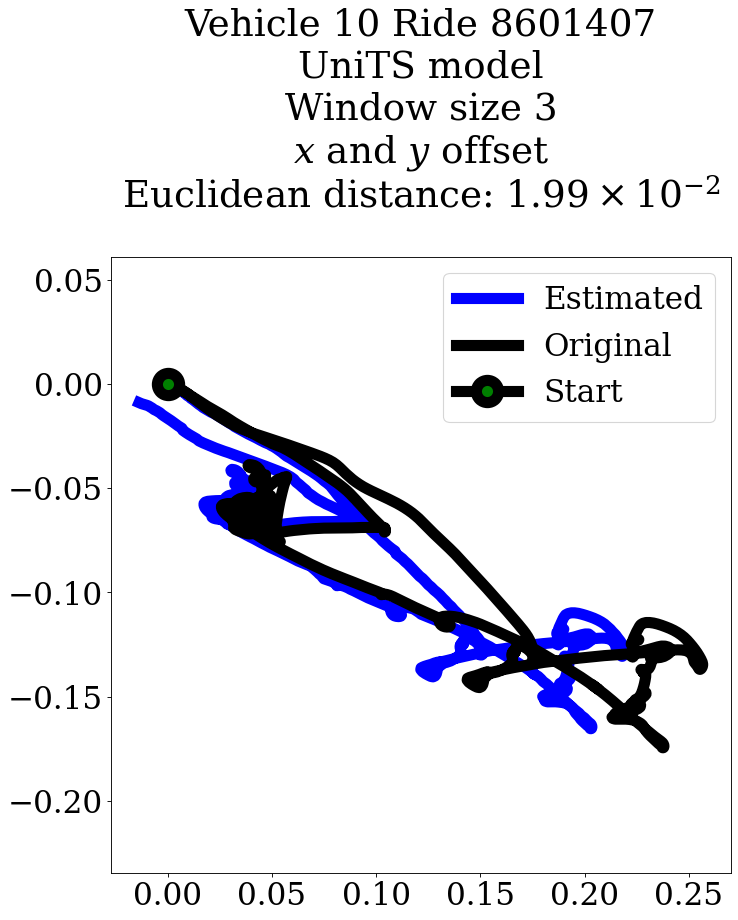 Vehicle 10 Ride 8601407
UniTS model
Window size 3
x and y offset
Euclidean distance: 1.99 × 10⁻²
Estimated
Original
Start
0.05
0.00
−0.05
−0.10
−0.15
−0.20
0.00 0.05 0.10 0.15 0.20 0.25